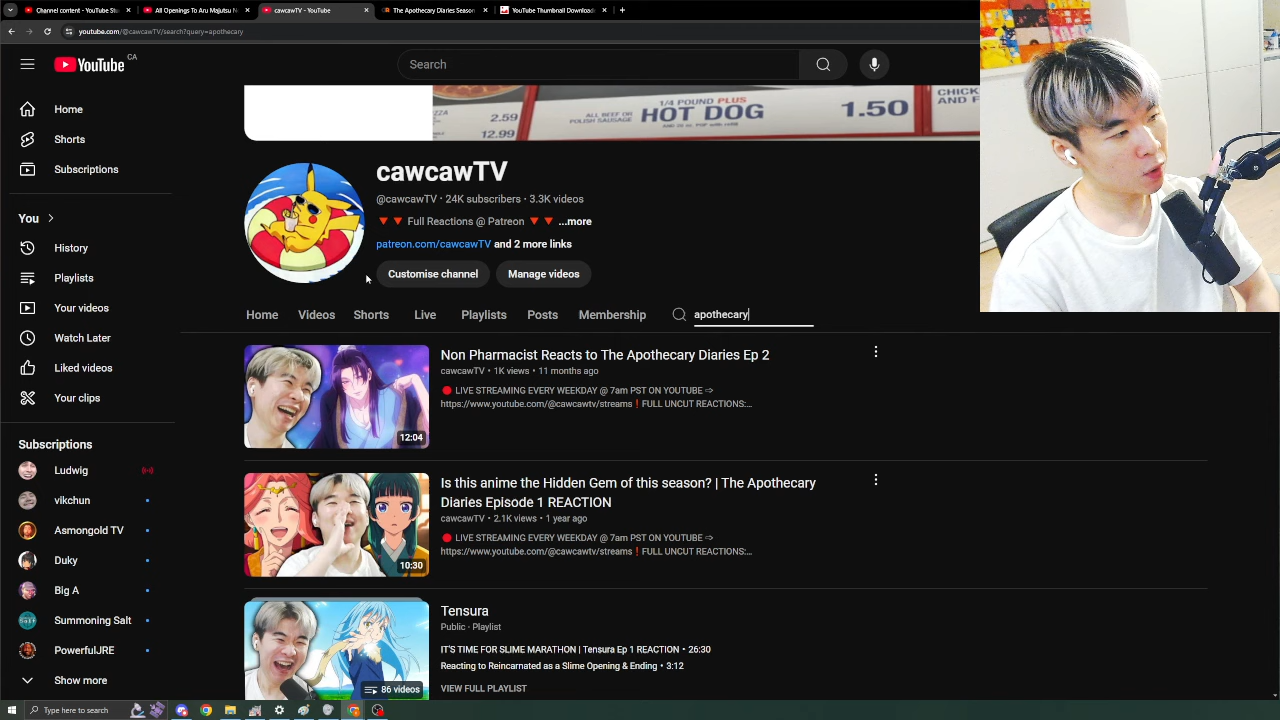 Channel content - YouTube Stu
All Openings To Aru Majutsu N
cawcawTV - YouTube
The Apothecary Diaries Season
YouTube Thumbnail Download
youtube.com/@cawcawTV/search?query=apothecary
YouTube CA
Search
Home
Shorts
Subscriptions
You
History
Playlists
Your videos
Watch Later
Liked videos
Your clips
Subscriptions
Ludwig
vikchun
Asmongold TV
Duky
Big A
Summoning Salt
PowerfulJRE
Show more
2.59
12.99
1/4 POUND PLUS
ALL BEEF OR
POLISH SAUSAGE
HOT DOG
1.50
CHICK
AND F
cawcawTV
@cawcawTV · 24K subscribers · 3.3K videos
🔻🔻 Full Reactions @ Patreon 🔻🔻 ...more
patreon.com/cawcawTV and 2 more links
Customise channel
Manage videos
Home
Videos
Shorts
Live
Playlists
Posts
Membership
apothecary
Non Pharmacist Reacts to The Apothecary Diaries Ep 2
cawcawTV • 1K views • 11 months ago
🔴 LIVE STREAMING EVERY WEEKDAY @ 7am PST ON YOUTUBE ->
https://www.youtube.com/@cawcawtv/streams❗FULL UNCUT REACTIONS:...
12:04
Is this anime the Hidden Gem of this season? | The Apothecary
Diaries Episode 1 REACTION
cawcawTV • 2.1K views • 1 year ago
🔴 LIVE STREAMING EVERY WEEKDAY @ 7am PST ON YOUTUBE ->
https://www.youtube.com/@cawcawtv/streams❗FULL UNCUT REACTIONS:...
10:30
Tensura
Public · Playlist
IT'S TIME FOR SLIME MARATHON | Tensura Ep 1 REACTION • 26:30
Reacting to Reincarnated as a Slime Opening & Ending • 3:12
VIEW FULL PLAYLIST
86 videos
Type here to search